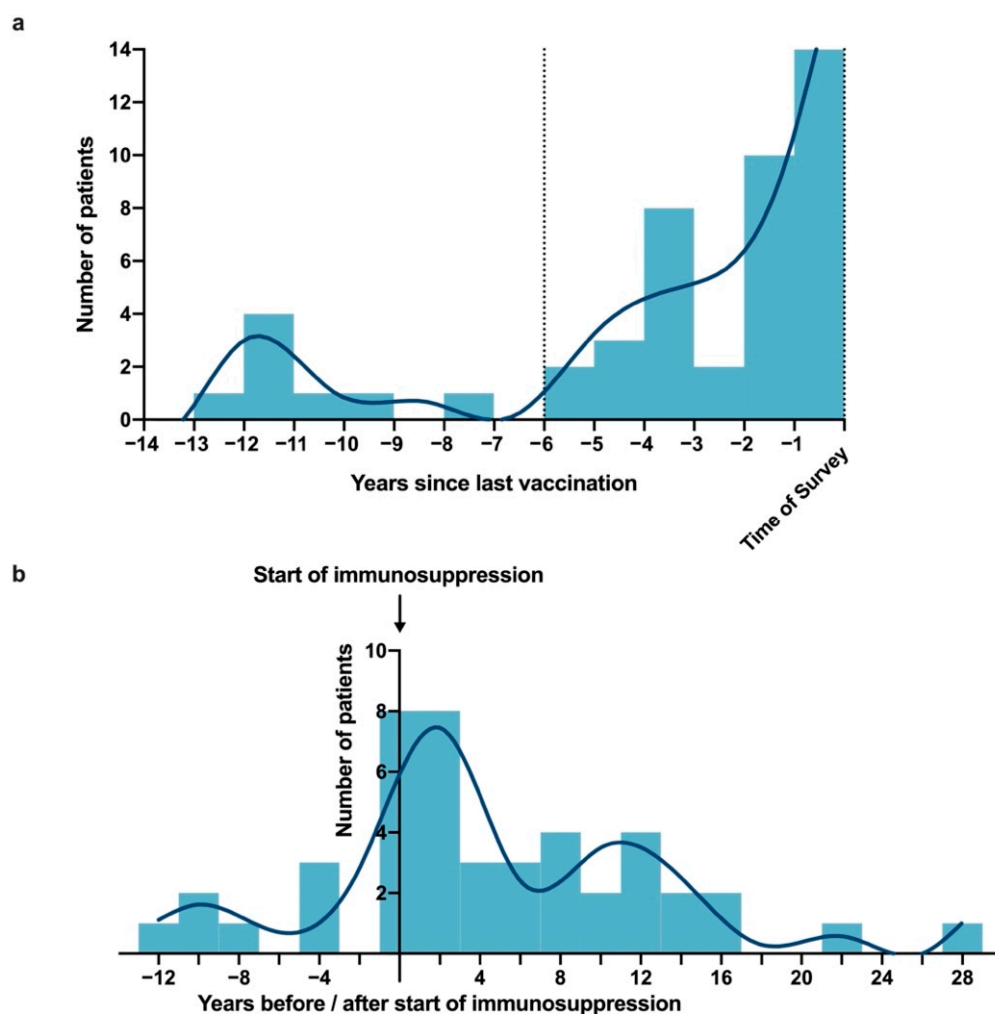 a
14
12
10
8
6
4
2
0
Number of patients
−14 −13 −12 −11 −10 −9 −8 −7 −6 −5 −4 −3 −2 −1
Time of Survey
Years since last vaccination
b
Start of immunosuppression
10
8
6
4
2
Number of patients
−12 −8 −4 4 8 12 16 20 24 28
Years before / after start of immunosuppression